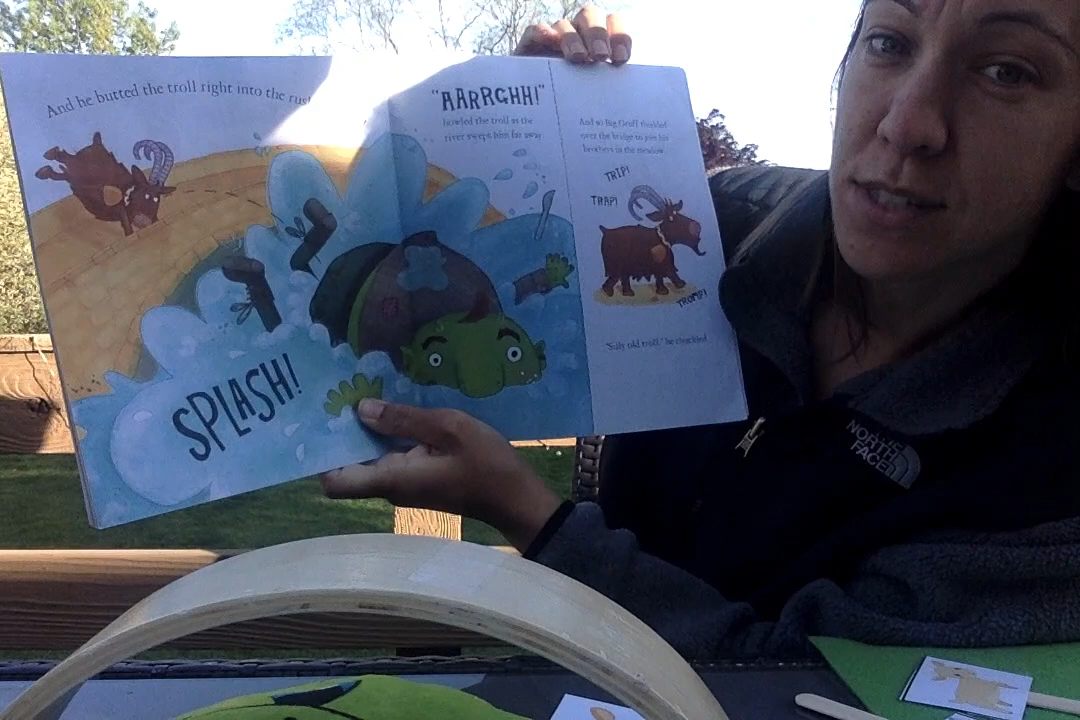 And he butted the troll right into the
"AARRGHH!"
howled the troll as the
river swept him far away.
And so Big Gruff thudded
over the bridge to join his
brothers in the meadow.
TRIP!
TRAP!
TROMP!
"Silly old troll," he chuckled.
SPLASH!
THE
NORTH
FACE